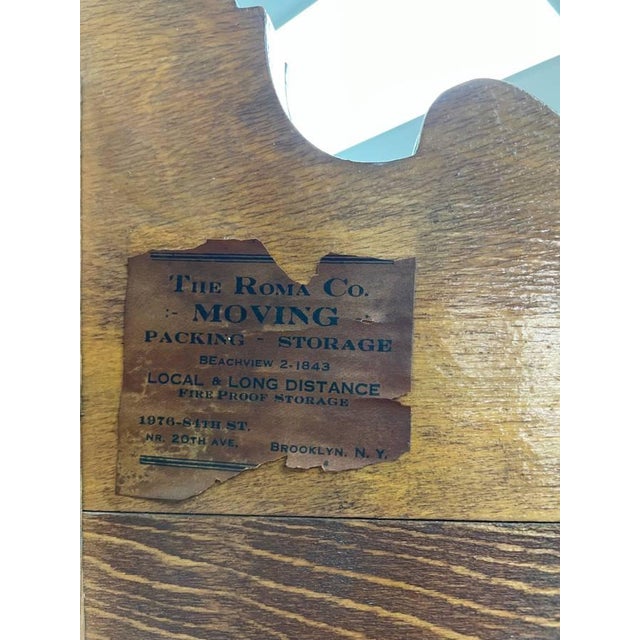 THE ROMA CO.
:- MOVING -:
PACKING - STORAGE
BEACHVIEW 2-1843
LOCAL & LONG DISTANCE
FIRE PROOF STORAGE
1976-84TH ST.
NR. 20TH AVE. BROOKLYN, N. Y.